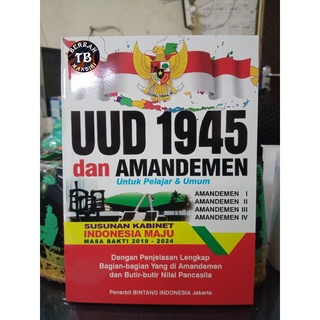 BERKAH
TB
MANDIRI
UUD 1945
dan AMANDEMEN
Untuk Pelajar & Umum
AMANDEMEN I
AMANDEMEN II
AMANDEMEN III
AMANDEMEN IV
SUSUNAN KABINET
INDONESIA MAJU
MASA BAKTI 2019 - 2024
Dengan Penjelasan Lengkap
Bagian-bagian Yang di Amandemen
dan Butir-butir Nilai Pancasila
Penerbit BINTANG INDONESIA Jakarta